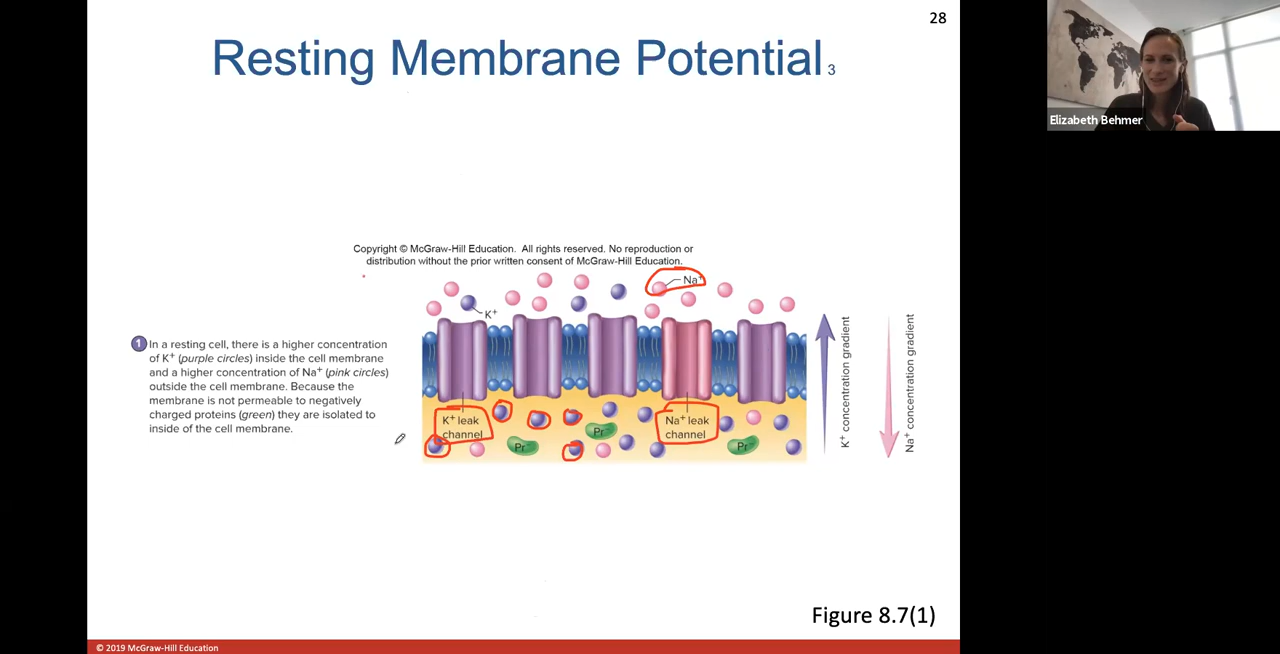 28
Resting Membrane Potential 3
Elizabeth Behmer
Copyright © McGraw-Hill Education. All rights reserved. No reproduction or
distribution without the prior written consent of McGraw-Hill Education.
Na+
K+
1 In a resting cell, there is a higher concentration
of K+ (purple circles) inside the cell membrane
and a higher concentration of Na+ (pink circles)
outside the cell membrane. Because the
membrane is not permeable to negatively
charged proteins (green) they are isolated to
inside of the cell membrane.
K+ leak
channel
Na+ leak
channel
Pr-
Pr-
Pr-
K+ concentration gradient
Na+ concentration gradient
Figure 8.7(1)
© 2019 McGraw-Hill Education